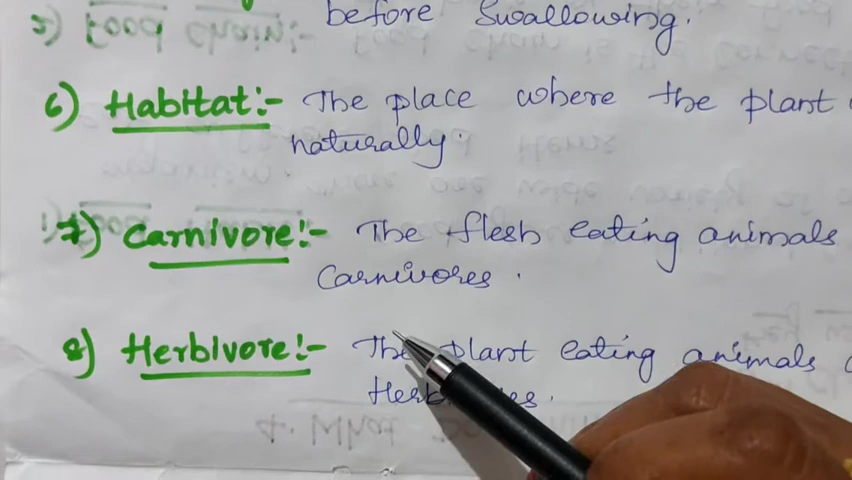 before swallowing.
6) Habitat:- The place where the plant
naturally.
7) Carnivore:- The flesh eating animals
Carnivores.
8) Herbivore:- The plant eating animals